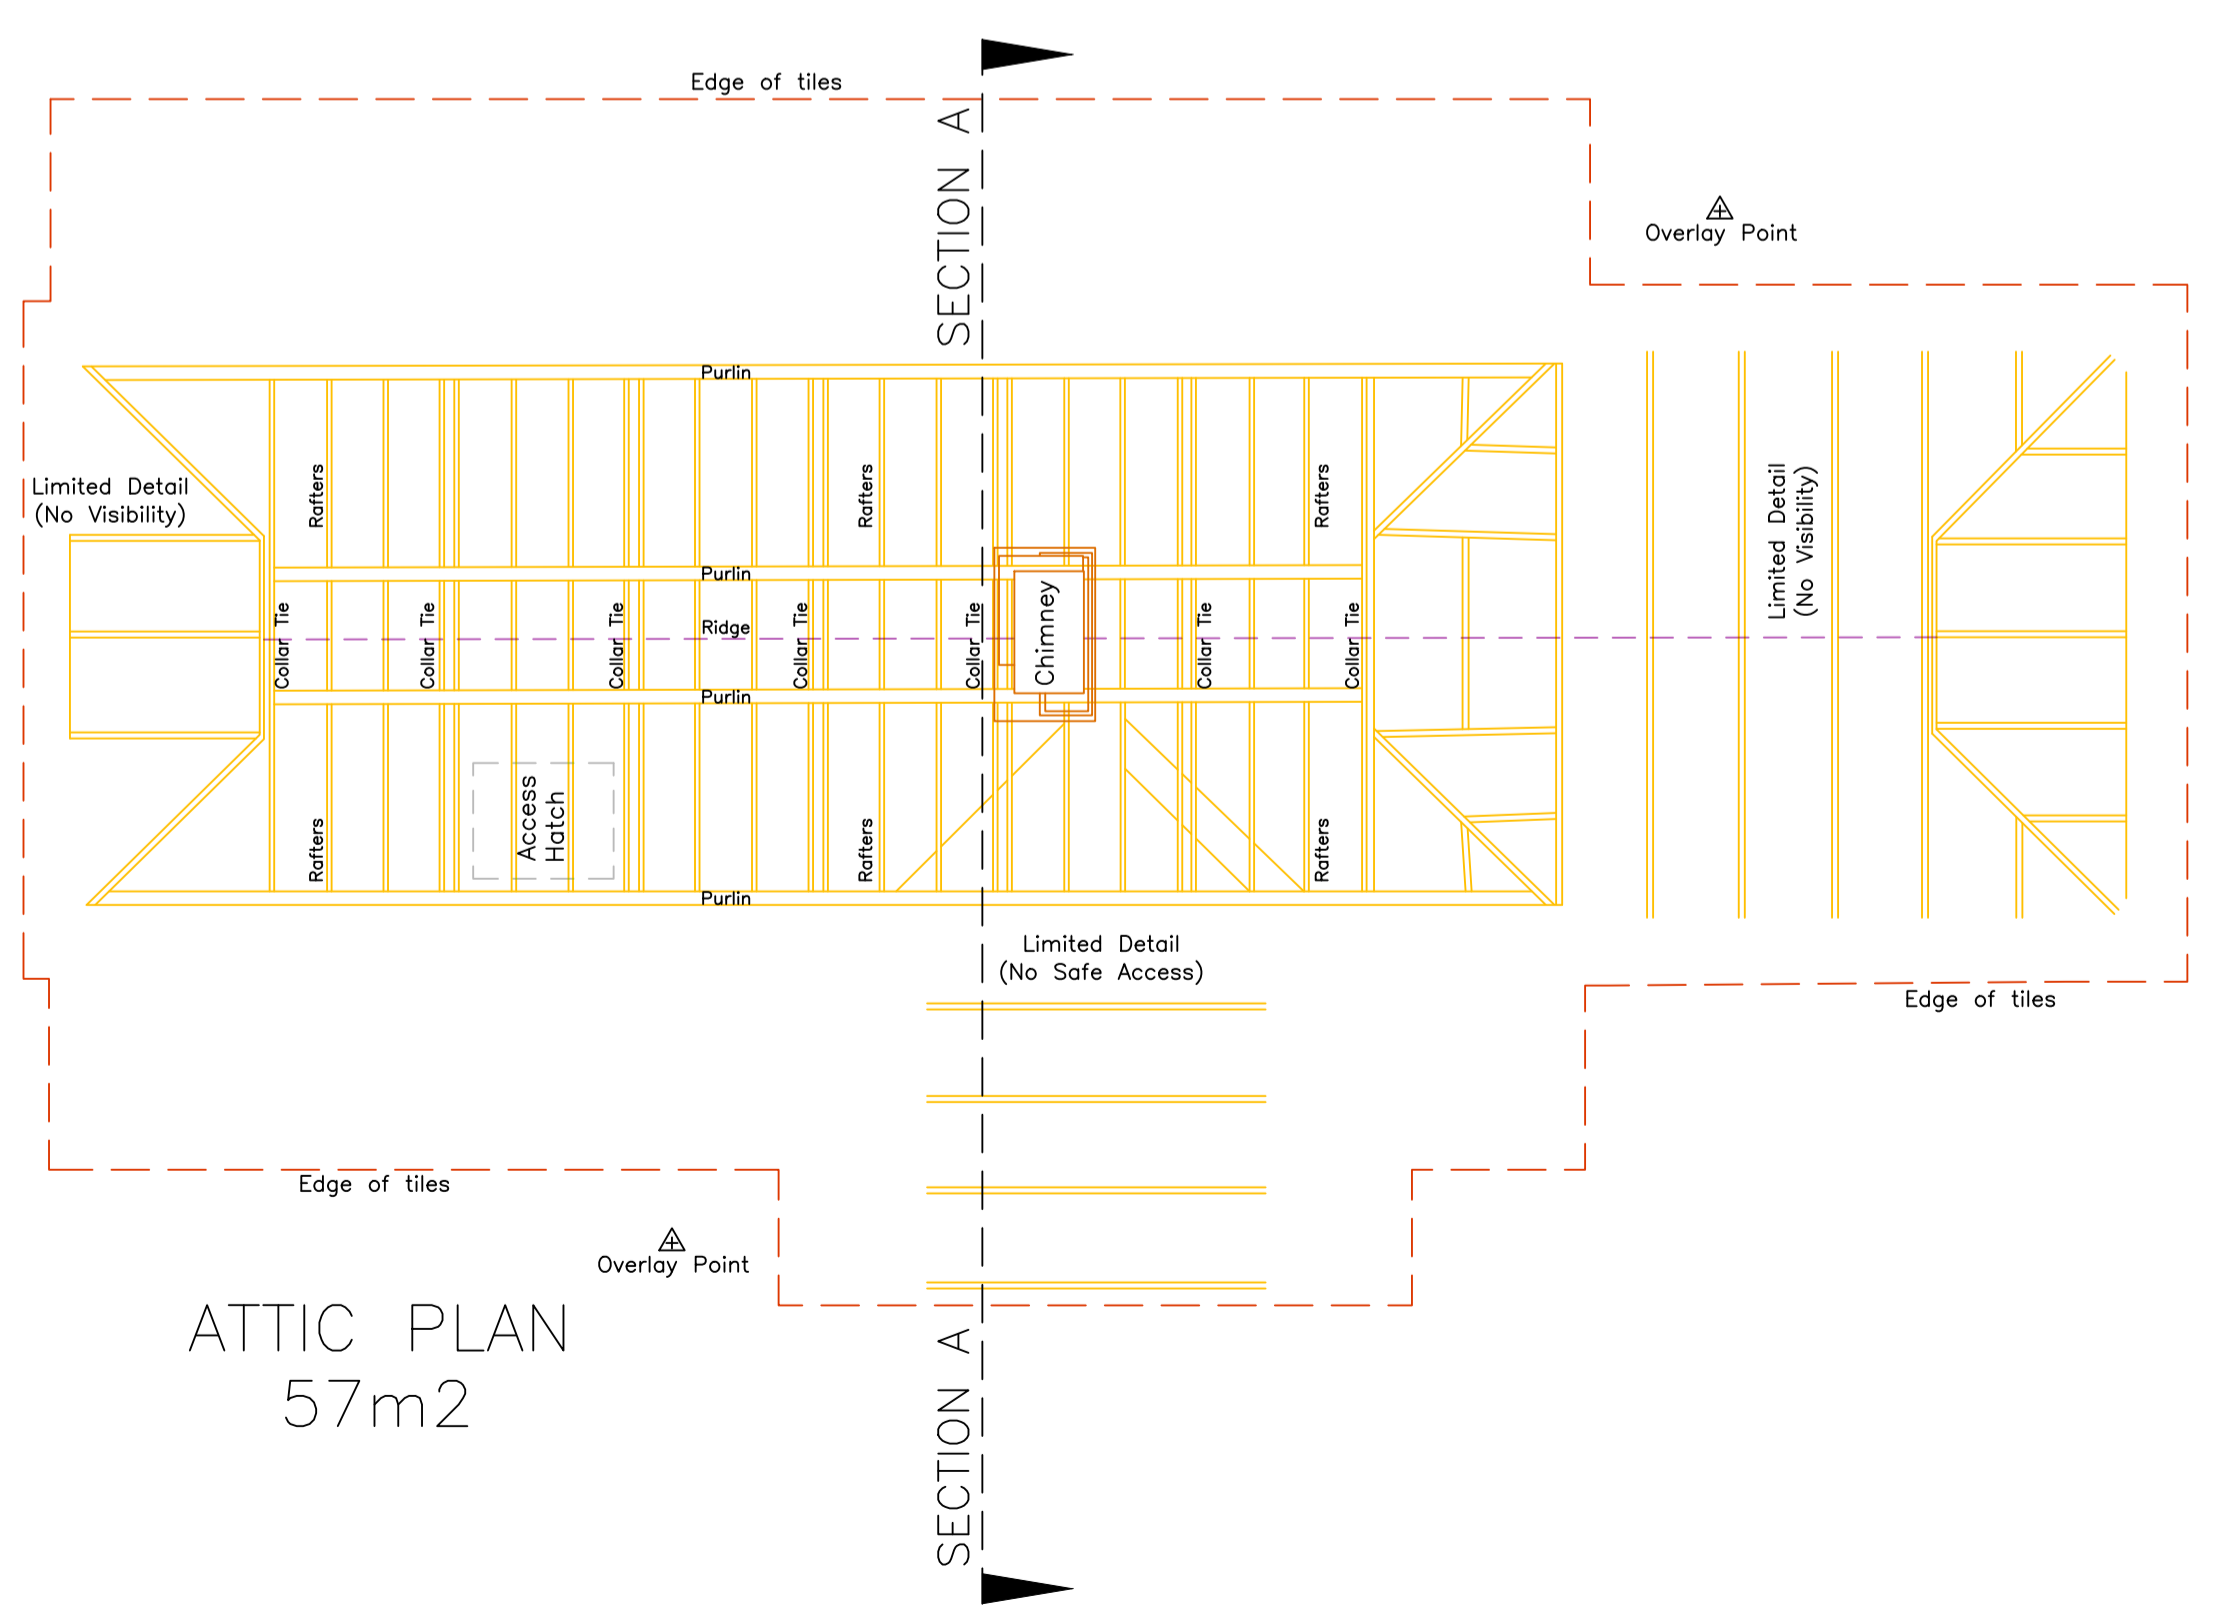 Edge of tiles
SECTION A
Overlay Point
Purlin
Rafters
Rafters
Rafters
Limited Detail
(No Visibility)
Limited Detail
(No Visibility)
Purlin
Ridge
Collar Tie
Collar Tie
Collar Tie
Collar Tie
Collar Tie
Chimney
Collar Tie
Collar Tie
Purlin
Access
Hatch
Rafters
Rafters
Rafters
Purlin
Limited Detail
(No Safe Access)
Edge of tiles
Edge of tiles
Overlay Point
ATTIC PLAN
57m2
SECTION A